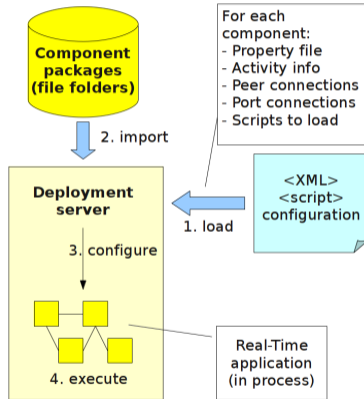 For each
component:
- Property file
- Activity info
- Peer connections
- Port connections
- Scripts to load
Component
packages
(file folders)
2. import
<XML>
<script>
configuration
1. load
Deployment
server
3. configure
4. execute
Real-Time
application
(in process)